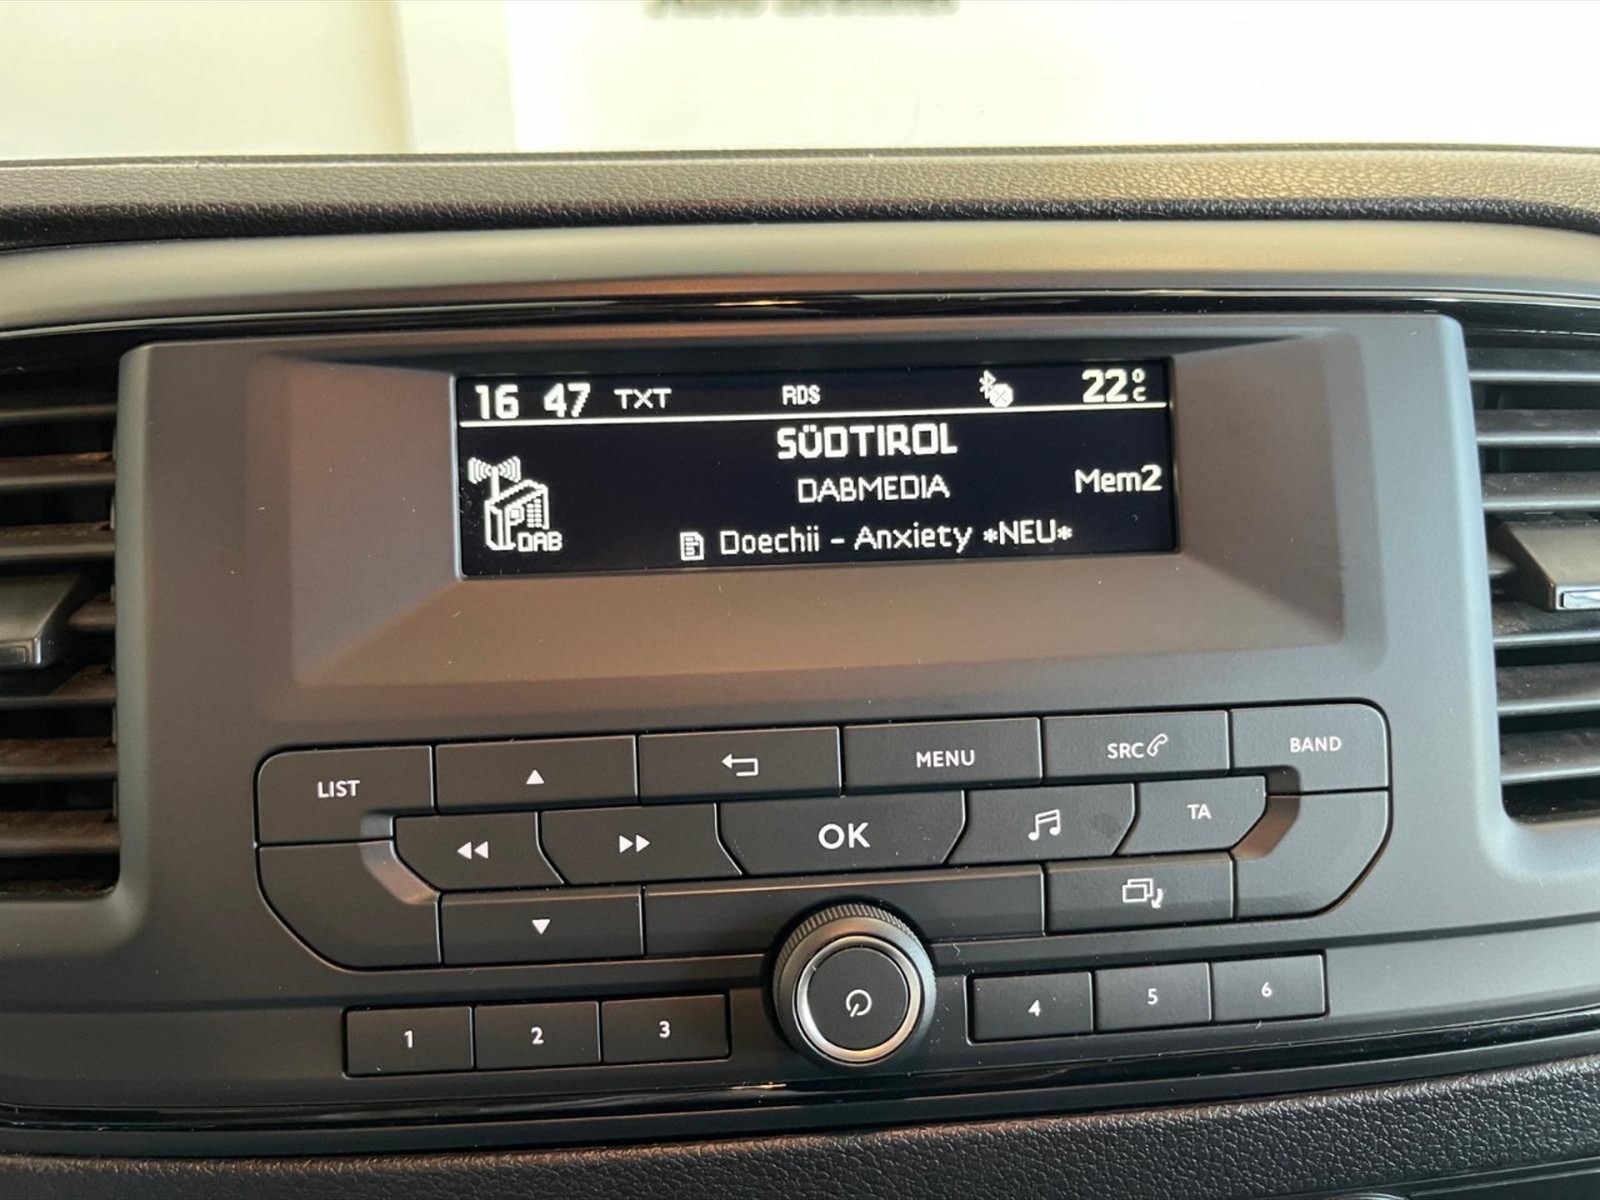 16 47 TXT RDS 22°C
SÜDTIROL
DABMEDIA Mem2
DAB Doechii - Anxiety *NEU*
LIST MENU SRC BAND
OK TA
1 2 3 4 5 6